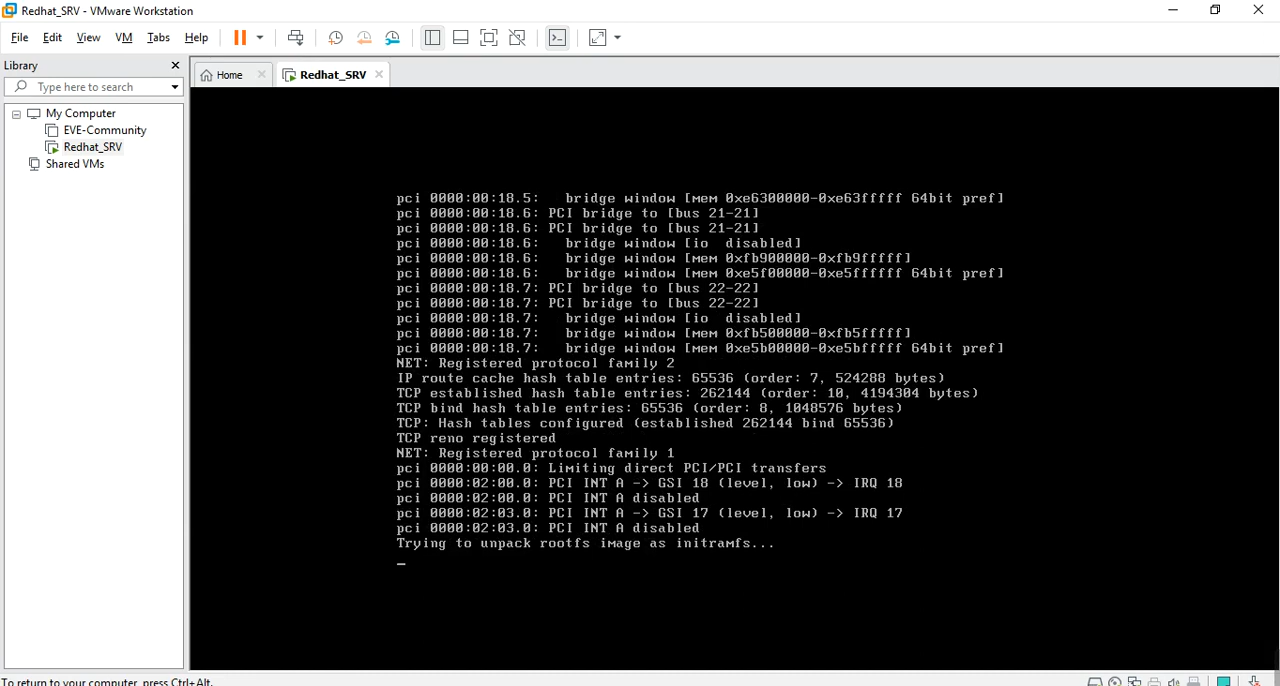 Redhat_SRV - VMware Workstation
File Edit View VM Tabs Help
Library
Type here to search
My Computer
EVE-Community
Redhat_SRV
Shared VMs
Home
Redhat_SRV
pci 0000:00:18.5:   bridge window [mem 0xe6300000-0xe63fffff 64bit pref]
pci 0000:00:18.6: PCI bridge to [bus 21-21]
pci 0000:00:18.6: PCI bridge to [bus 21-21]
pci 0000:00:18.6:   bridge window [io  disabled]
pci 0000:00:18.6:   bridge window [mem 0xfb900000-0xfb9fffff]
pci 0000:00:18.6:   bridge window [mem 0xe5f00000-0xe5ffffff 64bit pref]
pci 0000:00:18.7: PCI bridge to [bus 22-22]
pci 0000:00:18.7: PCI bridge to [bus 22-22]
pci 0000:00:18.7:   bridge window [io  disabled]
pci 0000:00:18.7:   bridge window [mem 0xfb500000-0xfb5fffff]
pci 0000:00:18.7:   bridge window [mem 0xe5b00000-0xe5bfffff 64bit pref]
NET: Registered protocol family 2
IP route cache hash table entries: 65536 (order: 7, 524288 bytes)
TCP established hash table entries: 262144 (order: 10, 4194304 bytes)
TCP bind hash table entries: 65536 (order: 8, 1048576 bytes)
TCP: Hash tables configured (established 262144 bind 65536)
TCP reno registered
NET: Registered protocol family 1
pci 0000:00:00.0: Limiting direct PCI/PCI transfers
pci 0000:02:00.0: PCI INT A -> GSI 18 (level, low) -> IRQ 18
pci 0000:02:00.0: PCI INT A disabled
pci 0000:02:03.0: PCI INT A -> GSI 17 (level, low) -> IRQ 17
pci 0000:02:03.0: PCI INT A disabled
Trying to unpack rootfs image as initramfs...
To return to your computer, press Ctrl+Alt.